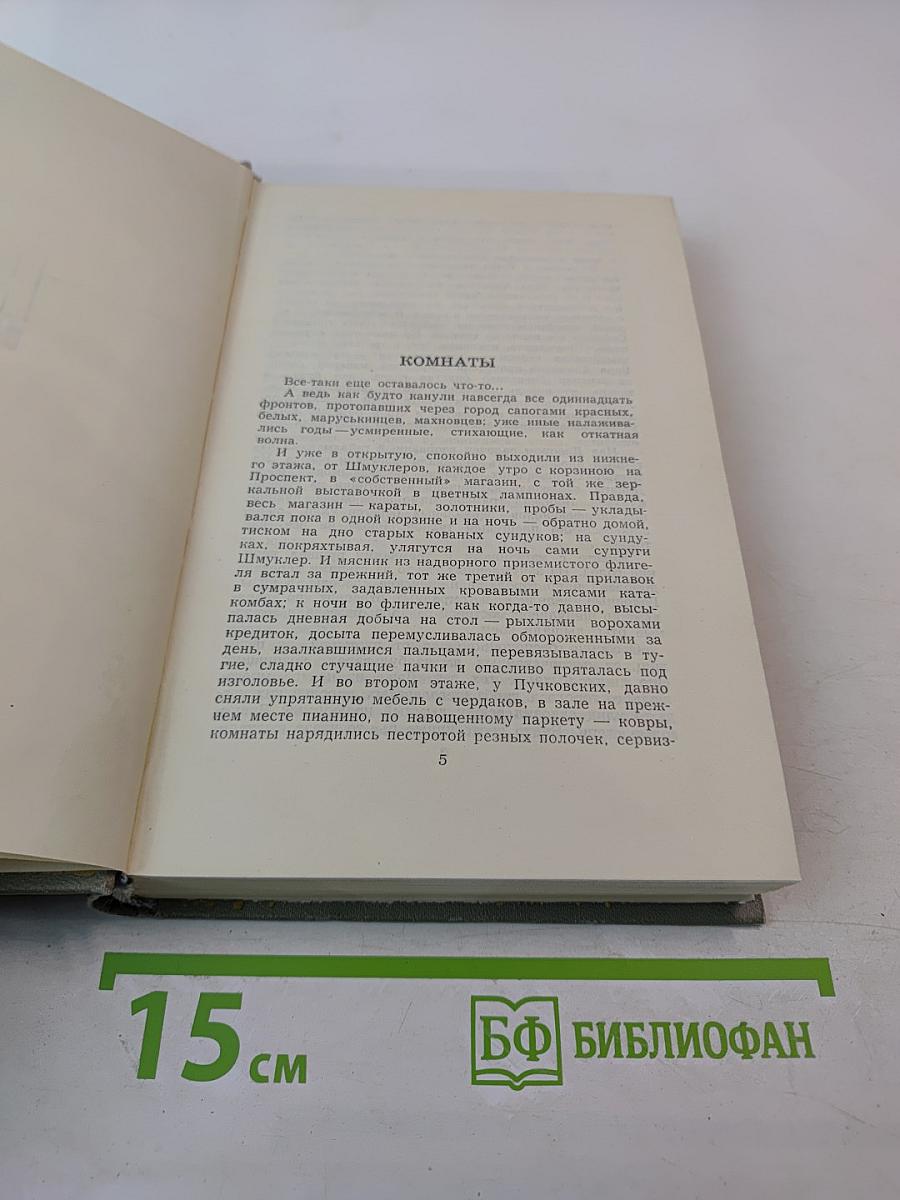 КОМНАТЫ
Все-таки еще оставалось что-то...
А ведь как будто канули навсегда все одиннадцать
фронтов, протопавших через город сапогами красных,
белых, маруськинцев, махновцев; уже иные налажива-
лись годы — усмиренные, стихающие, как откатная
волна.
И уже в открытую, спокойно выходили из нижне-
го этажа, от Шмуклеров, каждое утро с корзиною на
Проспект, в «собственный» магазин, с той же зер-
кальной выставочкой в цветных лампионах. Правда,
весь магазин — караты, золотники, пробы — уклады-
вался пока в одной корзине и на ночь — обратно домой,
тиском на дно старых кованых сундуков; на сунду-
ках, покряхтывая, улягутся на ночь сами супруги
Шмуклер. И мясник из надворного приземистого флиге-
ля встал за прежний, тот же третий от края прилавок
в сумрачных, задавленных кровавыми мясами ката-
комбах; к ночи во флигеле, как когда-то давно, высы-
палась дневная добыча на стол — рыхлыми ворохами
кредиток, досыта перемусливалась обмороженными за
день, изалкавшимися пальцами, перевязывалась в ту-
гие, сладко стучащие пачки и опасливо пряталась под
изголовье. И во втором этаже, у Пучковских, давно
сняли упрятанную мебель с чердаков, в зале на преж-
нем месте пианино, по навощенному паркету — ковры,
комнаты нарядились пестротой резных полочек, сервиз-
5
15 см
БФ БИБЛИОФАН